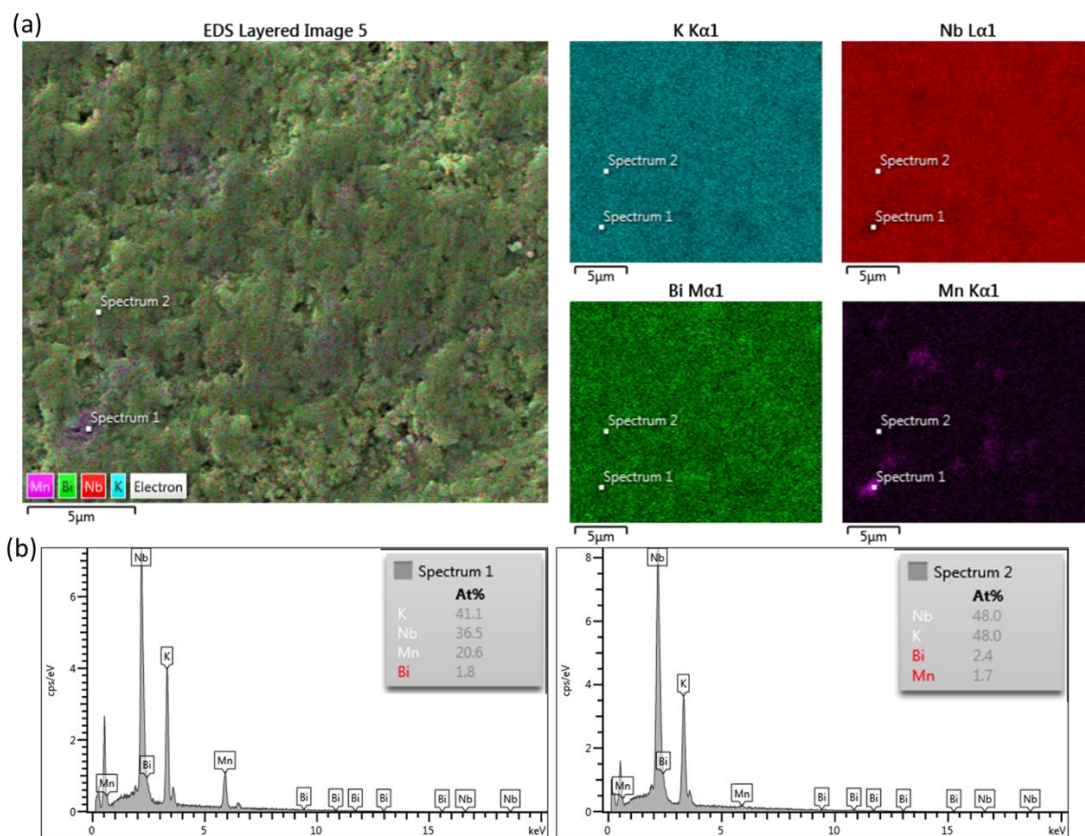 (a)
EDS Layered Image 5
Spectrum 2
Spectrum 1
Mn Bi Nb K Electron
5μm
K Kα1
Spectrum 2
Spectrum 1
5μm
Nb Lα1
Spectrum 2
Spectrum 1
5μm
Bi Mα1
Spectrum 2
Spectrum 1
5μm
Mn Kα1
Spectrum 2
Spectrum 1
5μm
(b)
cps/eV
6
4
2
0
Nb
K
Mn
Bi
Mn
Bi Bi Bi Bi Bi Nb Nb
0 5 10 15 keV
Spectrum 1
At%
K 41.1
Nb 36.5
Mn 20.6
Bi 1.8
cps/eV
8
6
4
2
0
Nb
K
Bi
Mn
Mn
Bi Bi Bi Bi Bi Nb Nb
0 5 10 15 keV
Spectrum 2
At%
Nb 48.0
K 48.0
Bi 2.4
Mn 1.7